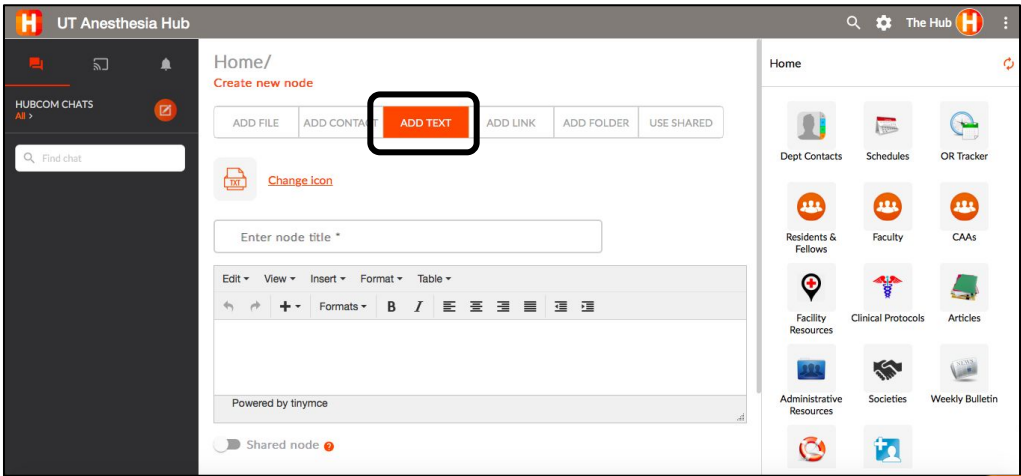 H UT Anesthesia Hub
The Hub H
HUBCOM CHATS
All >
Find chat
Home/
Create new node
ADD FILE ADD CONTACT ADD TEXT ADD LINK ADD FOLDER USE SHARED
TXT Change icon
Enter node title *
Edit View Insert Format Table
Formats B I
Powered by tinymce
Shared node ?
Home
Dept Contacts Schedules OR Tracker
Residents & Faculty CAAs
Fellows
Facility Clinical Protocols Articles
Resources
NEWS
Administrative Societies Weekly Bulletin
Resources